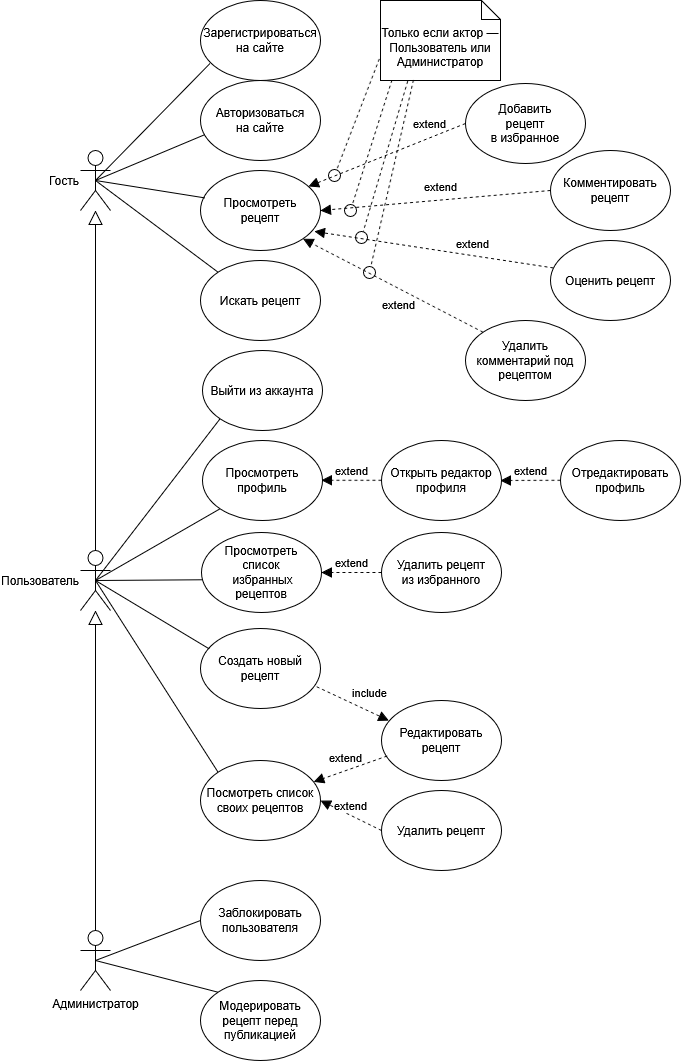 Зарегистрироваться
на сайте
Только если актор —
Пользователь или
Администратор
Авторизоваться
на сайте
extend
Добавить
рецепт
в избранное
Гость
Просмотреть
рецепт
extend
Комментировать
рецепт
extend
Оценить рецепт
Искать рецепт
extend
Удалить
комментарий под
рецептом
Выйти из аккаунта
Просмотреть
профиль
extend
Открыть редактор
профиля
extend
Отредактировать
профиль
Пользователь
Просмотреть
список
избранных
рецептов
extend
Удалить рецепт
из избранного
Создать новый
рецепт
include
Редактировать
рецепт
extend
Посмотреть список
своих рецептов
extend
Удалить рецепт
Заблокировать
пользователя
Администратор
Модерировать
рецепт перед
публикацией